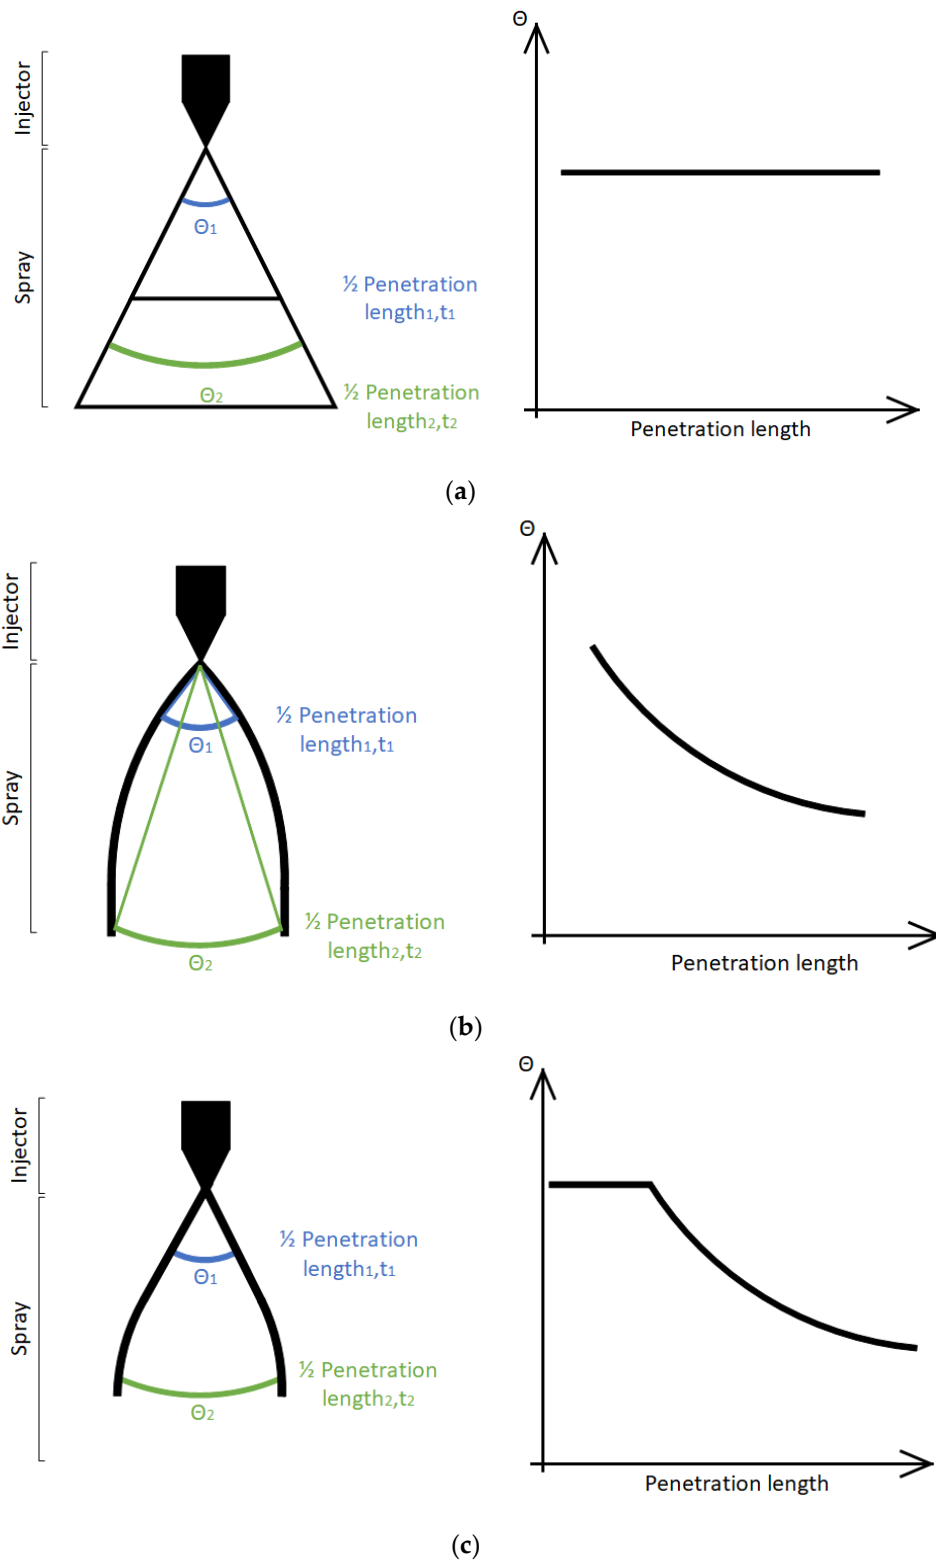 Θ
Injector
Spray
Θ1
½ Penetration
length1,t1
Θ2
½ Penetration
length2,t2
Penetration length
(a)
Θ
Injector
Spray
½ Penetration
length1,t1
Θ1
½ Penetration
length2,t2
Θ2
Penetration length
(b)
Θ
Injector
Spray
½ Penetration
length1,t1
Θ1
½ Penetration
length2,t2
Θ2
Penetration length
(c)